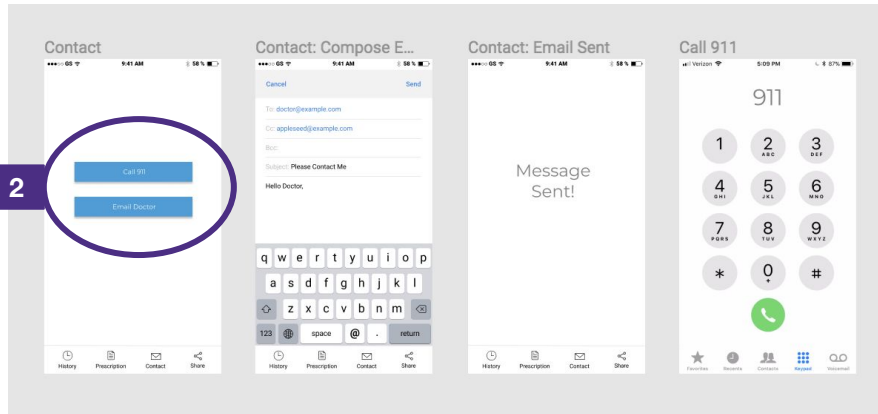 Contact
GS 9:41 AM 58 %
2
Call 911
Email Doctor
History Prescription Contact Share
Contact: Compose E...
GS 9:41 AM 58 %
Cancel Send
To: doctor@example.com
Cc: appleseed@example.com
Bcc:
Subject: Please Contact Me
Hello Doctor,
q w e r t y u i o p
a s d f g h j k l
z x c v b n m
123 space @ . return
History Prescription Contact Share
Contact: Email Sent
GS 9:41 AM 58 %
Message
Sent!
History Prescription Contact Share
Call 911
Verizon 5:09 PM 87%
911
1 2 3
ABC DEF
4 5 6
GHI JKL MNO
7 8 9
PQRS TUV WXYZ
* 0 #
+
Favorites Recents Contacts Keypad Voicemail